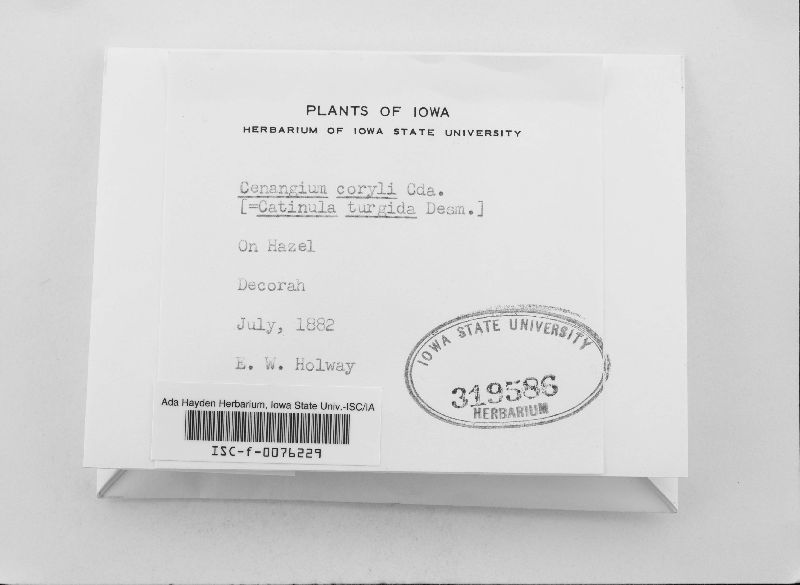 PLANTS OF IOWA
HERBARIUM OF IOWA STATE UNIVERSITY
Cenangium coryli Cda.
[=Catinula turgida Desm.]
On Hazel
Decorah
July, 1882
E. W. Holway
IOWA STATE UNIVERSITY
319586
HERBARIUM
Ada Hayden Herbarium, Iowa State Univ.-ISC/IA
ISC-f-0076229